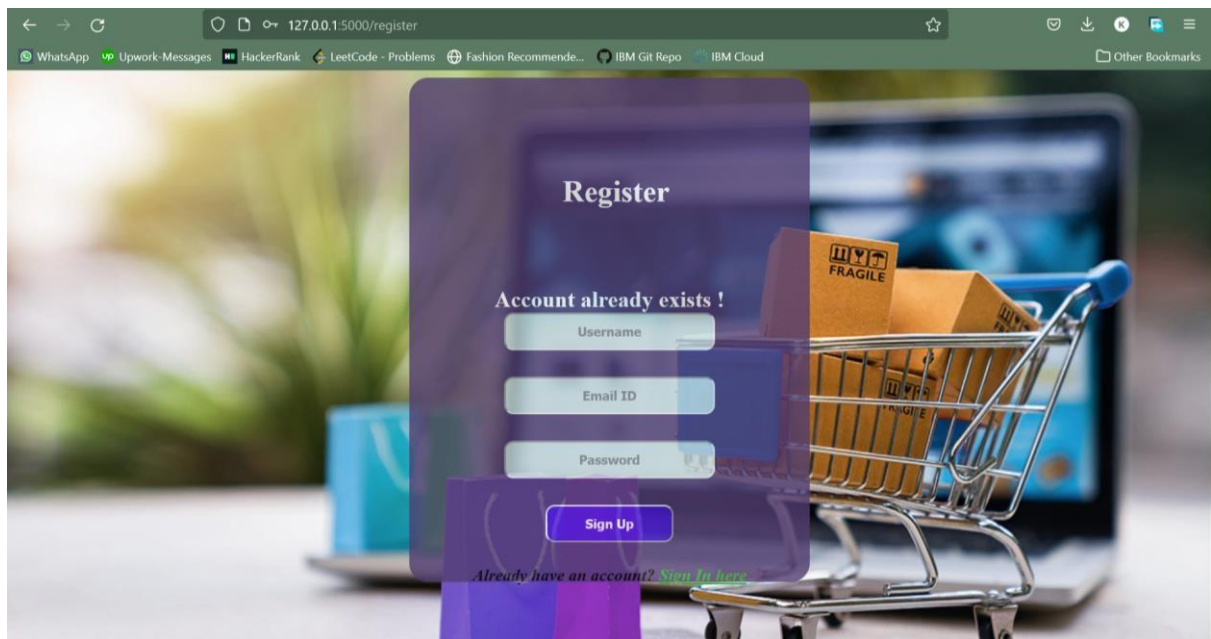 127.0.0.1:5000/register
K
WhatsApp up Upwork-Messages HackerRank LeetCode - Problems Fashion Recommende... IBM Git Repo IBM Cloud Other Bookmarks
Register
FRAGILE
Account already exists !
Username
Email ID
FRAGILE
Password
Sign Up
Already have an account? Sign In here